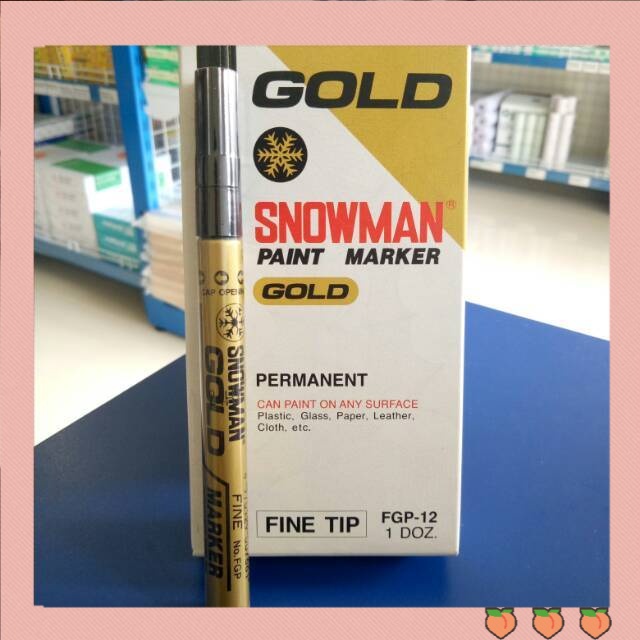 GOLD
SNOWMAN®
PAINT MARKER
GOLD
PERMANENT
CAN PAINT ON ANY SURFACE
Plastic, Glass, Paper, Leather,
Cloth, etc.
FINE TIP
FGP-12
1 DOZ.
CAP OPEN
SNOWMAN
GOLD MARKER
FINE No.FGP